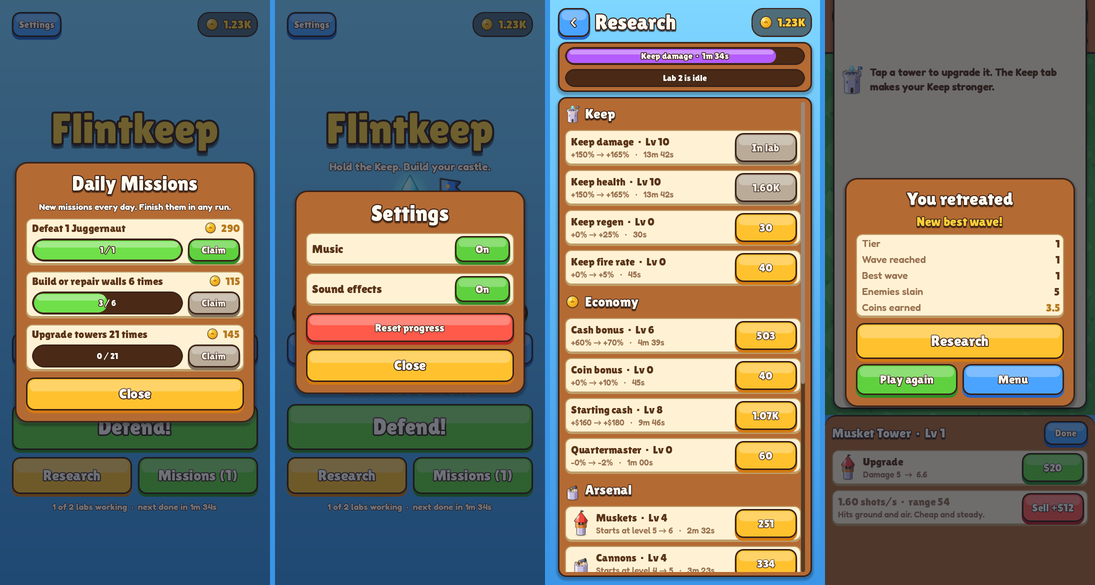 Settings
1.23K
Flintkeep
Daily Missions
New missions every day. Finish them in any run.
Defeat 1 Juggernaut
290
1/1
Claim
Build or repair walls 6 times
115
3/6
Claim
Upgrade towers 21 times
145
0/21
Claim
Close
Defend!
Research
Missions (1)
1 of 2 labs working · next done in 1m 34s
Settings
1.23K
Flintkeep
Hold the Keep. Build your castle.
Settings
Music
On
Sound effects
On
Reset progress
Close
Defend!
Research
Missions (1)
1 of 2 labs working · next done in 1m 34s
Research
1.23K
Keep damage · 1m 34s
Lab 2 is idle
Keep
Keep damage · Lv 10
+150% → +165% · 13m 42s
In lab
Keep health · Lv 10
+150% → +165% · 13m 42s
1.60K
Keep regen · Lv 0
+0% → +25% · 30s
30
Keep fire rate · Lv 0
+0% → +5% · 45s
40
Economy
Cash bonus · Lv 6
+60% → +70% · 4m 39s
503
Coin bonus · Lv 0
+0% → +10% · 45s
40
Starting cash · Lv 8
+$160 → +$180 · 9m 46s
1.07K
Quartermaster · Lv 0
-0% → -2% · 1m 00s
60
Arsenal
Muskets · Lv 4
Starts at level 5 → 6 · 2m 32s
251
Cannons · Lv 4
Starts at level 4 → 5 · 3m 23s
334
Tap a tower to upgrade it. The Keep tab
makes your Keep stronger.
You retreated
New best wave!
Tier 1
Wave reached 1
Best wave 1
Enemies slain 5
Coins earned 3.5
Research
Play again
Menu
Musket Tower · Lv 1
Done
Upgrade
Damage 5 → 6.6
$20
1.60 shots/s · range 54
Hits ground and air. Cheap and steady.
Sell +$12